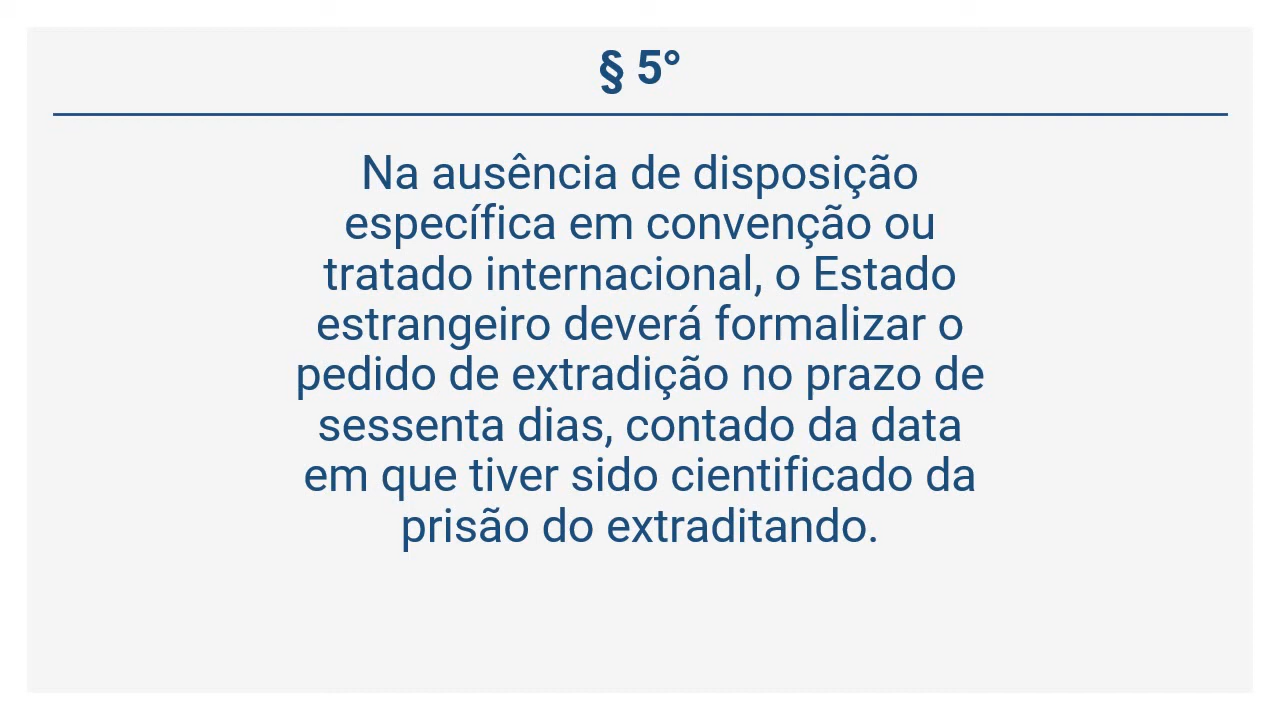 § 5°
Na ausência de disposição
específica em convenção ou
tratado internacional, o Estado
estrangeiro deverá formalizar o
pedido de extradição no prazo de
sessenta dias, contado da data
em que tiver sido cientificado da
prisão do extraditando.